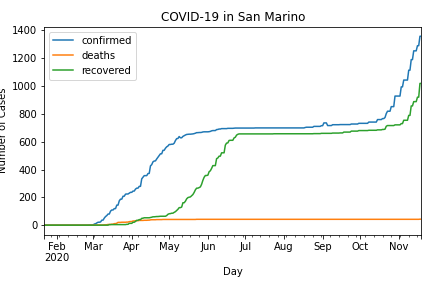 COVID-19 in San Marino
confirmed
deaths
recovered
1400
1200
1000
800
600
400
200
0
Number of Cases
Feb Mar Apr May Jun Jul Aug Sep Oct Nov
2020
Day